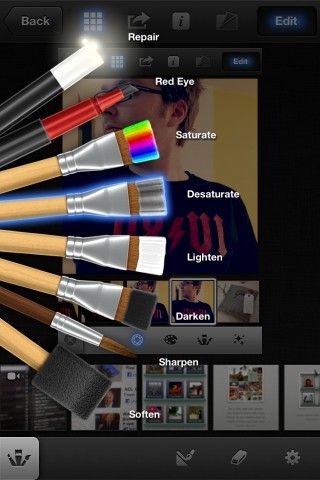 Back
Edit
Repair
Edit
Red Eye
Saturate
Desaturate
Lighten
Darken
Sharpen
Soften